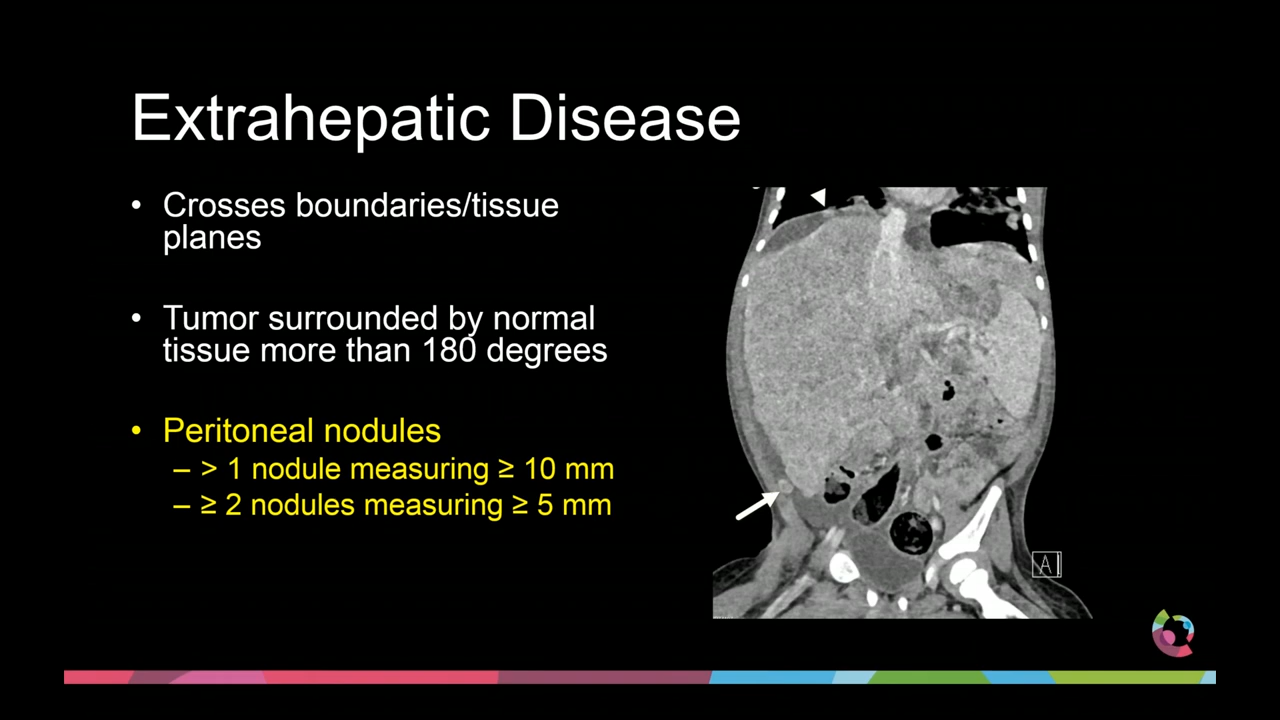 Extrahepatic Disease
• Crosses boundaries/tissue
planes
• Tumor surrounded by normal
tissue more than 180 degrees
• Peritoneal nodules
– > 1 nodule measuring ≥ 10 mm
– ≥ 2 nodules measuring ≥ 5 mm